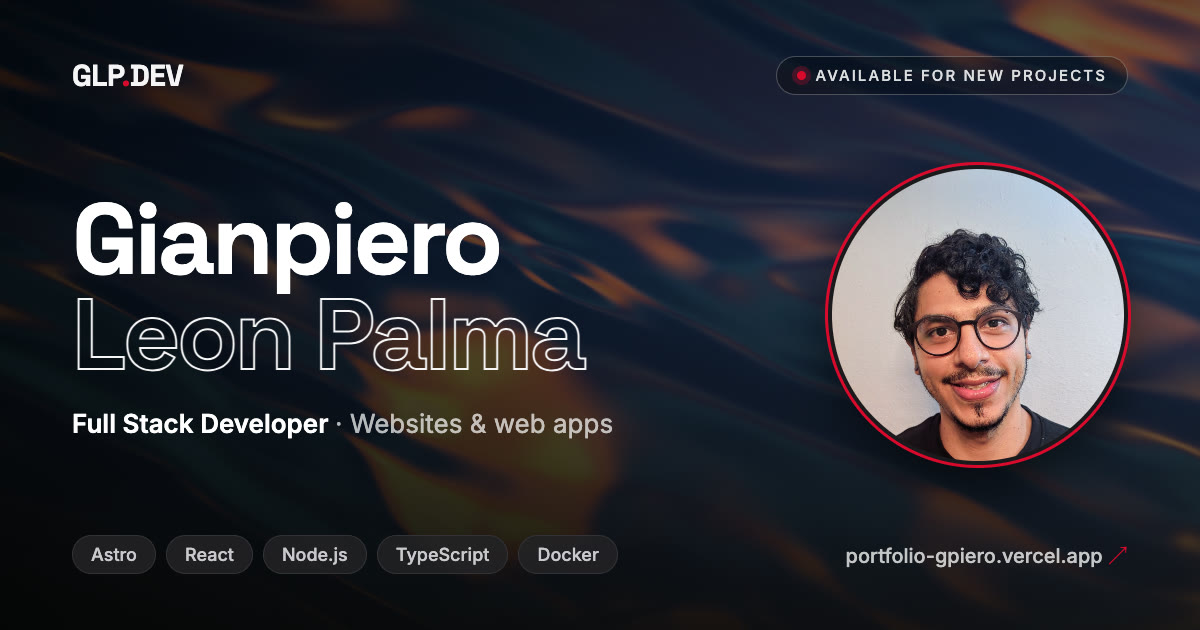 GLP.DEV
AVAILABLE FOR NEW PROJECTS
Gianpiero
Leon Palma
Full Stack Developer · Websites & web apps
Astro
React
Node.js
TypeScript
Docker
portfolio-gpiero.vercel.app ↗